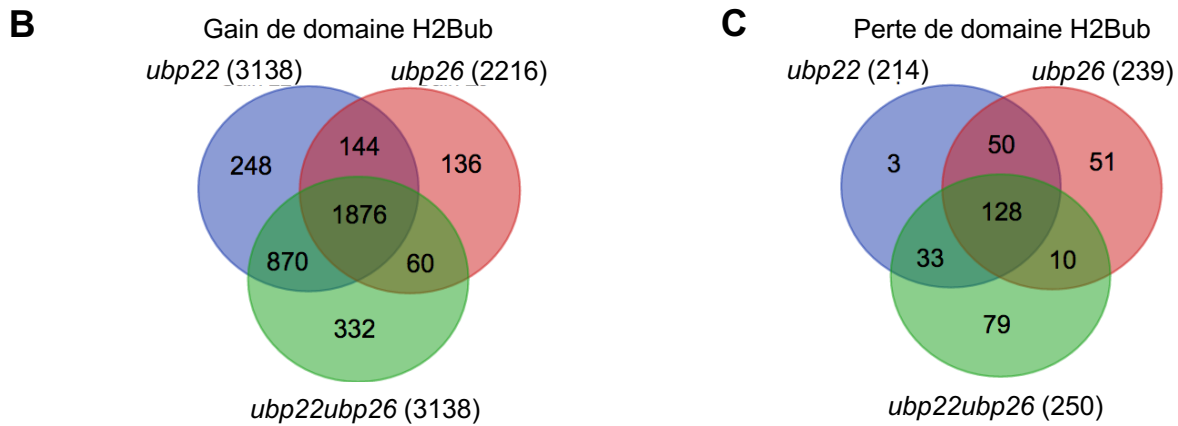 B
Gain de domaine H2Bub
ubp22 (3138)
ubp26 (2216)
248
144
136
1876
870
60
332
ubp22ubp26 (3138)
C
Perte de domaine H2Bub
ubp22 (214)
ubp26 (239)
3
50
51
128
33
10
79
ubp22ubp26 (250)